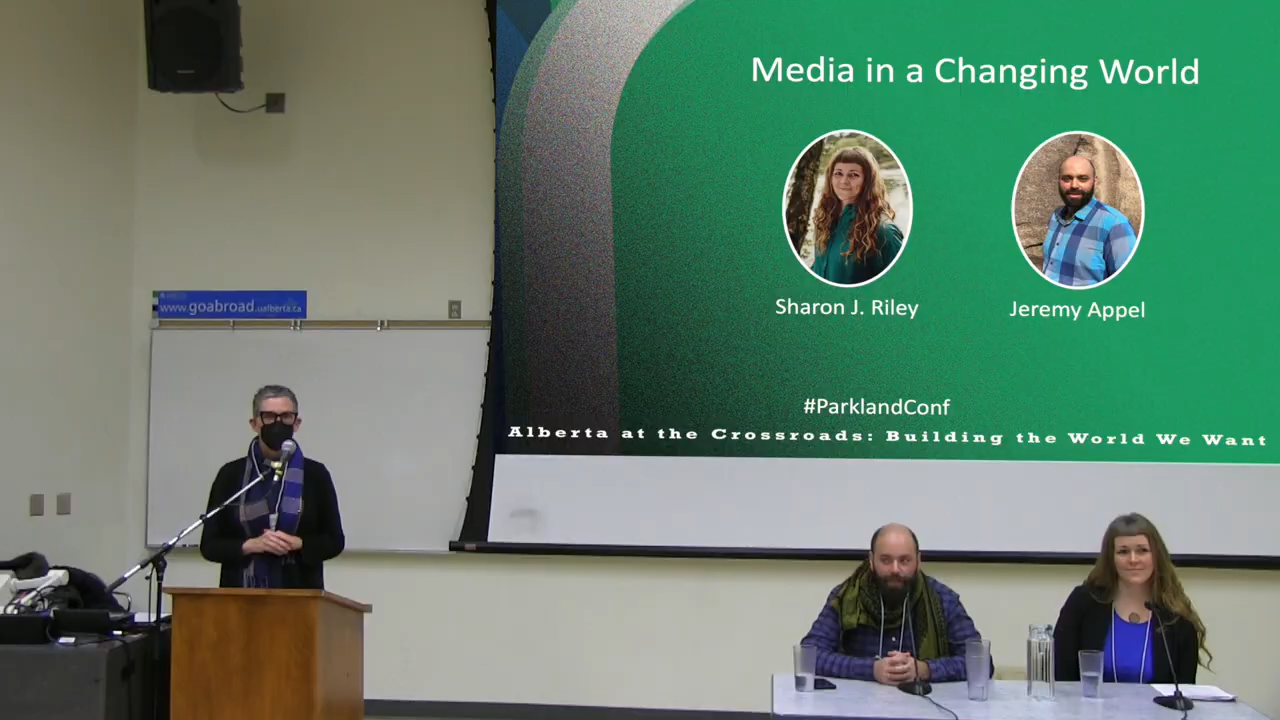 Media in a Changing World
Sharon J. Riley
Jeremy Appel
#ParklandConf
Alberta at the Crossroads: Building the World We Want
www.goabroad.ualberta.ca